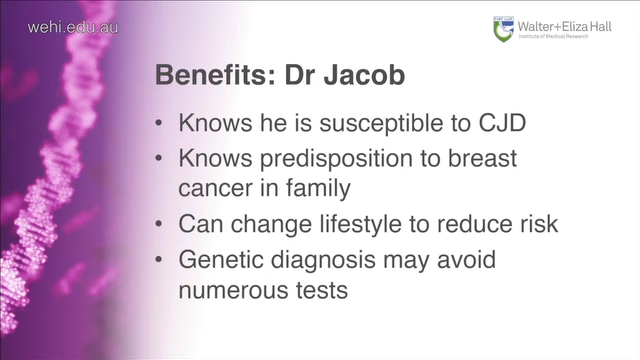 wehi.edu.au
Walter+Eliza Hall
Institute of Medical Research
Benefits: Dr Jacob
• Knows he is susceptible to CJD
• Knows predisposition to breast
cancer in family
• Can change lifestyle to reduce risk
• Genetic diagnosis may avoid
numerous tests